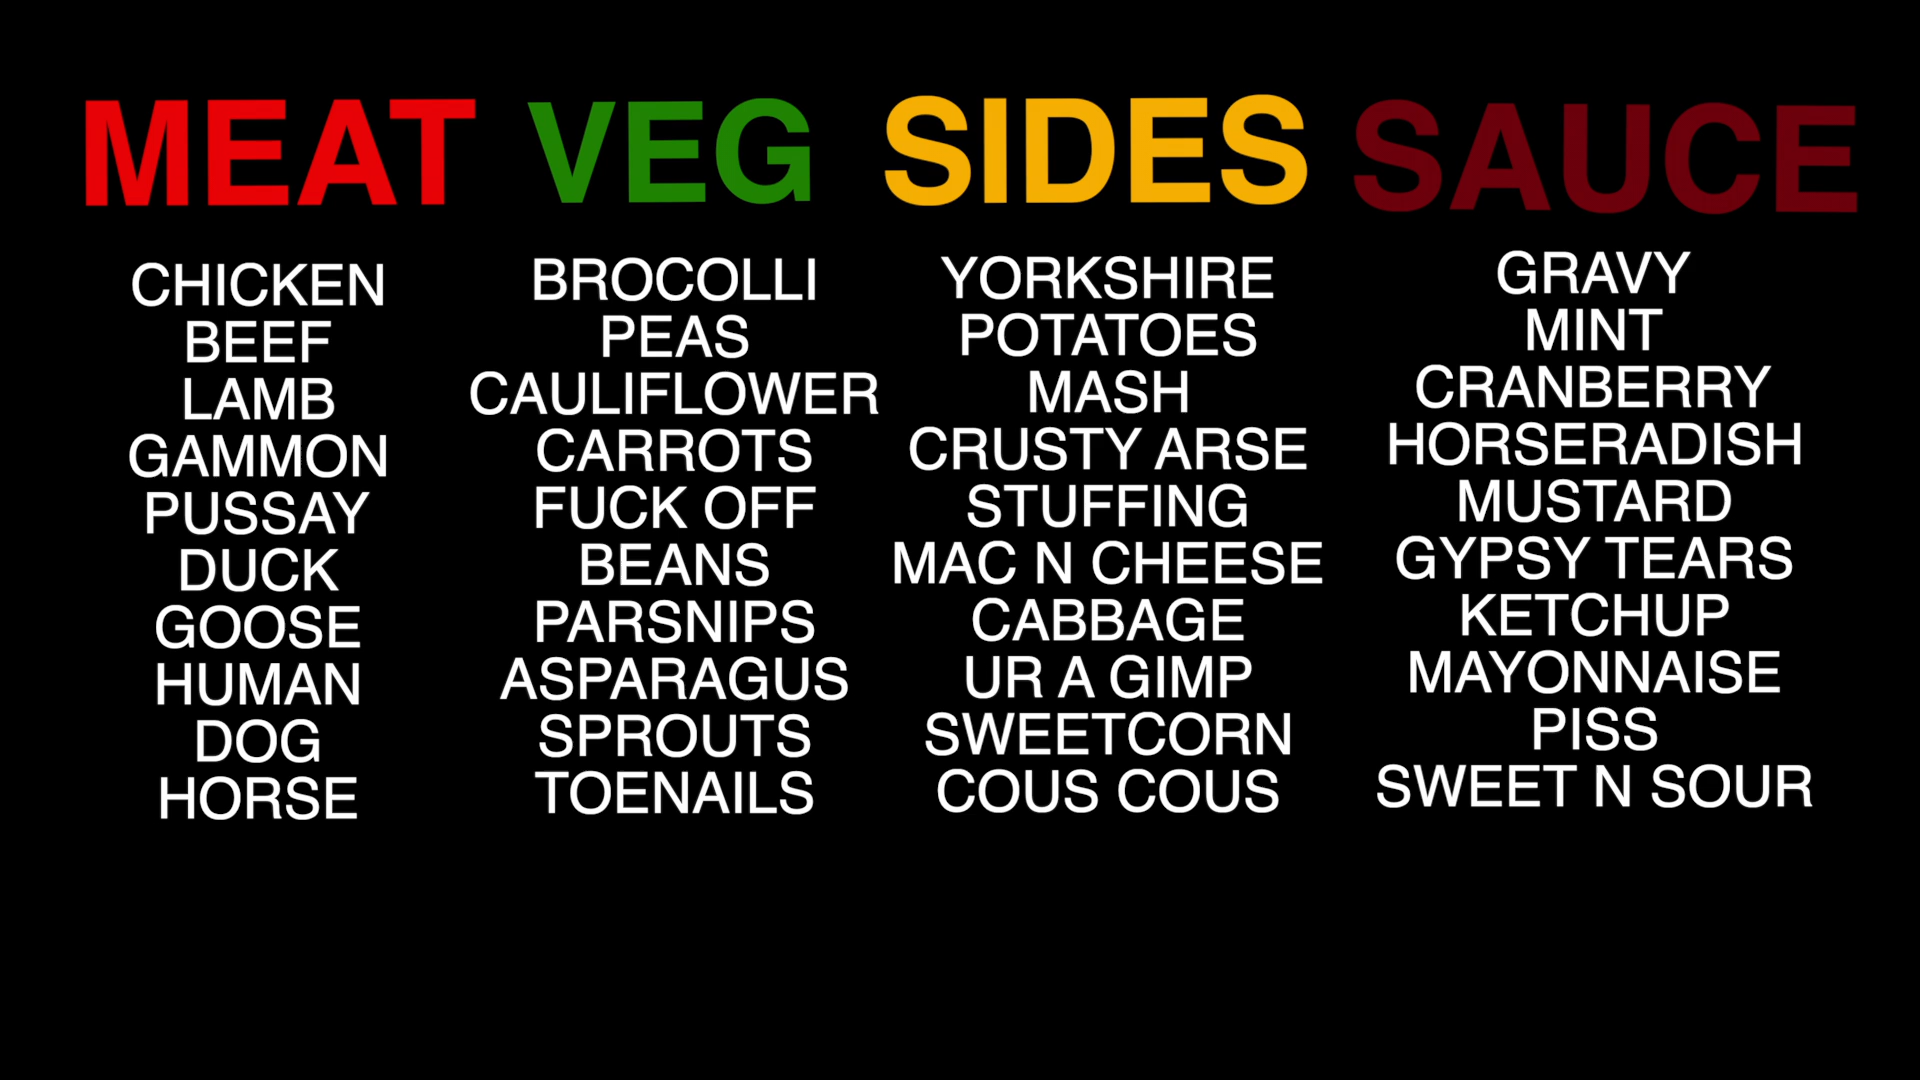 MEAT VEG SIDES SAUCE
CHICKEN
BEEF
LAMB
GAMMON
PUSSAY
DUCK
GOOSE
HUMAN
DOG
HORSE
BROCOLLI
PEAS
CAULIFLOWER
CARROTS
FUCK OFF
BEANS
PARSNIPS
ASPARAGUS
SPROUTS
TOENAILS
YORKSHIRE
POTATOES
MASH
CRUSTY ARSE
STUFFING
MAC N CHEESE
CABBAGE
UR A GIMP
SWEETCORN
COUS COUS
GRAVY
MINT
CRANBERRY
HORSERADISH
MUSTARD
GYPSY TEARS
KETCHUP
MAYONNAISE
PISS
SWEET N SOUR